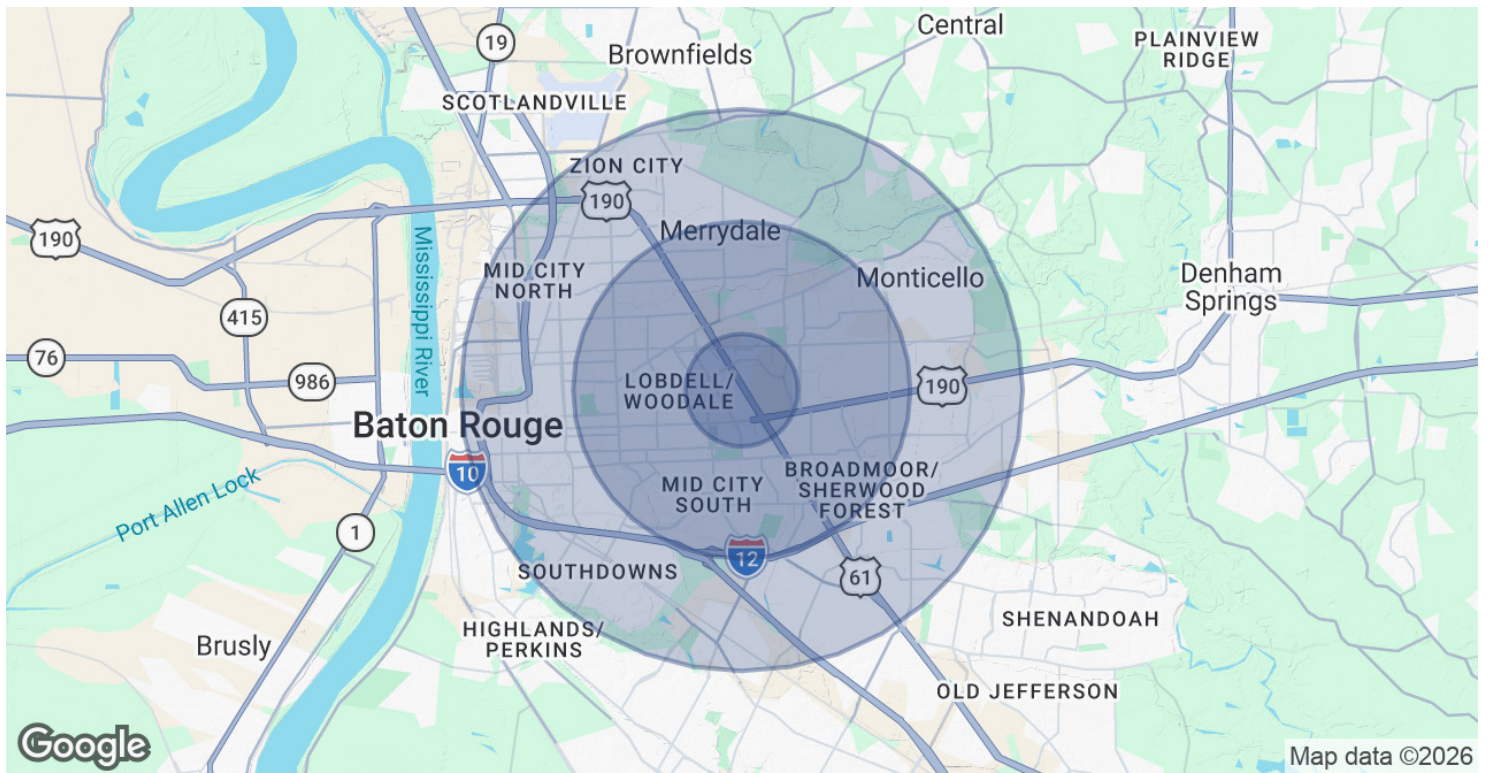 Central
19
Brownfields
PLAINVIEW
RIDGE
SCOTLANDVILLE
ZION CITY
190
Merrydale
190
Mississippi River
MID CITY
NORTH
Monticello
Denham
Springs
415
76
986
LOBDELL/
WOODALE
190
Baton Rouge
10
Port Allen Lock
MID CITY
SOUTH
BROADMOOR/
SHERWOOD
FOREST
1
12
SOUTHDOWNS
61
SHENANDOAH
HIGHLANDS/
PERKINS
Brusly
OLD JEFFERSON
Google
Map data ©2026